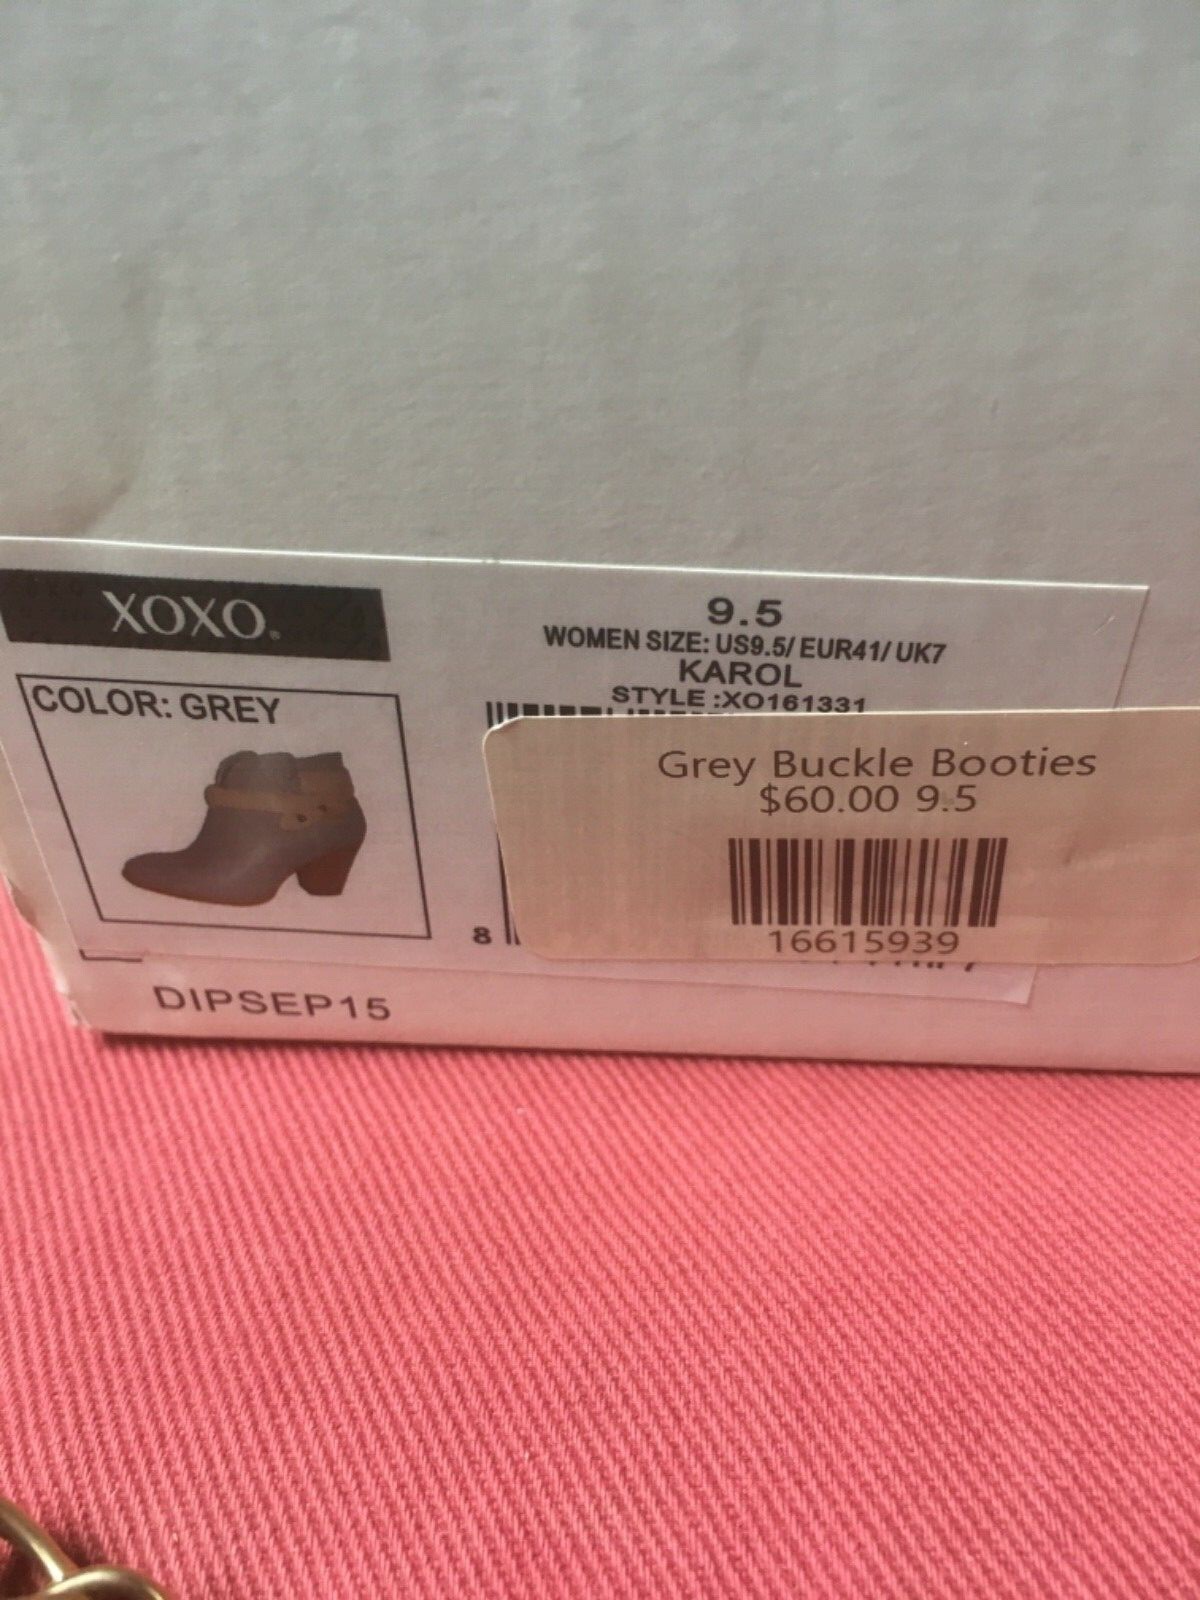 XOXO®
COLOR: GREY
9.5
WOMEN SIZE: US9.5/ EUR41/ UK7
KAROL
STYLE :XO161331
8
Grey Buckle Booties
$60.00 9.5
16615939
DIPSEP15